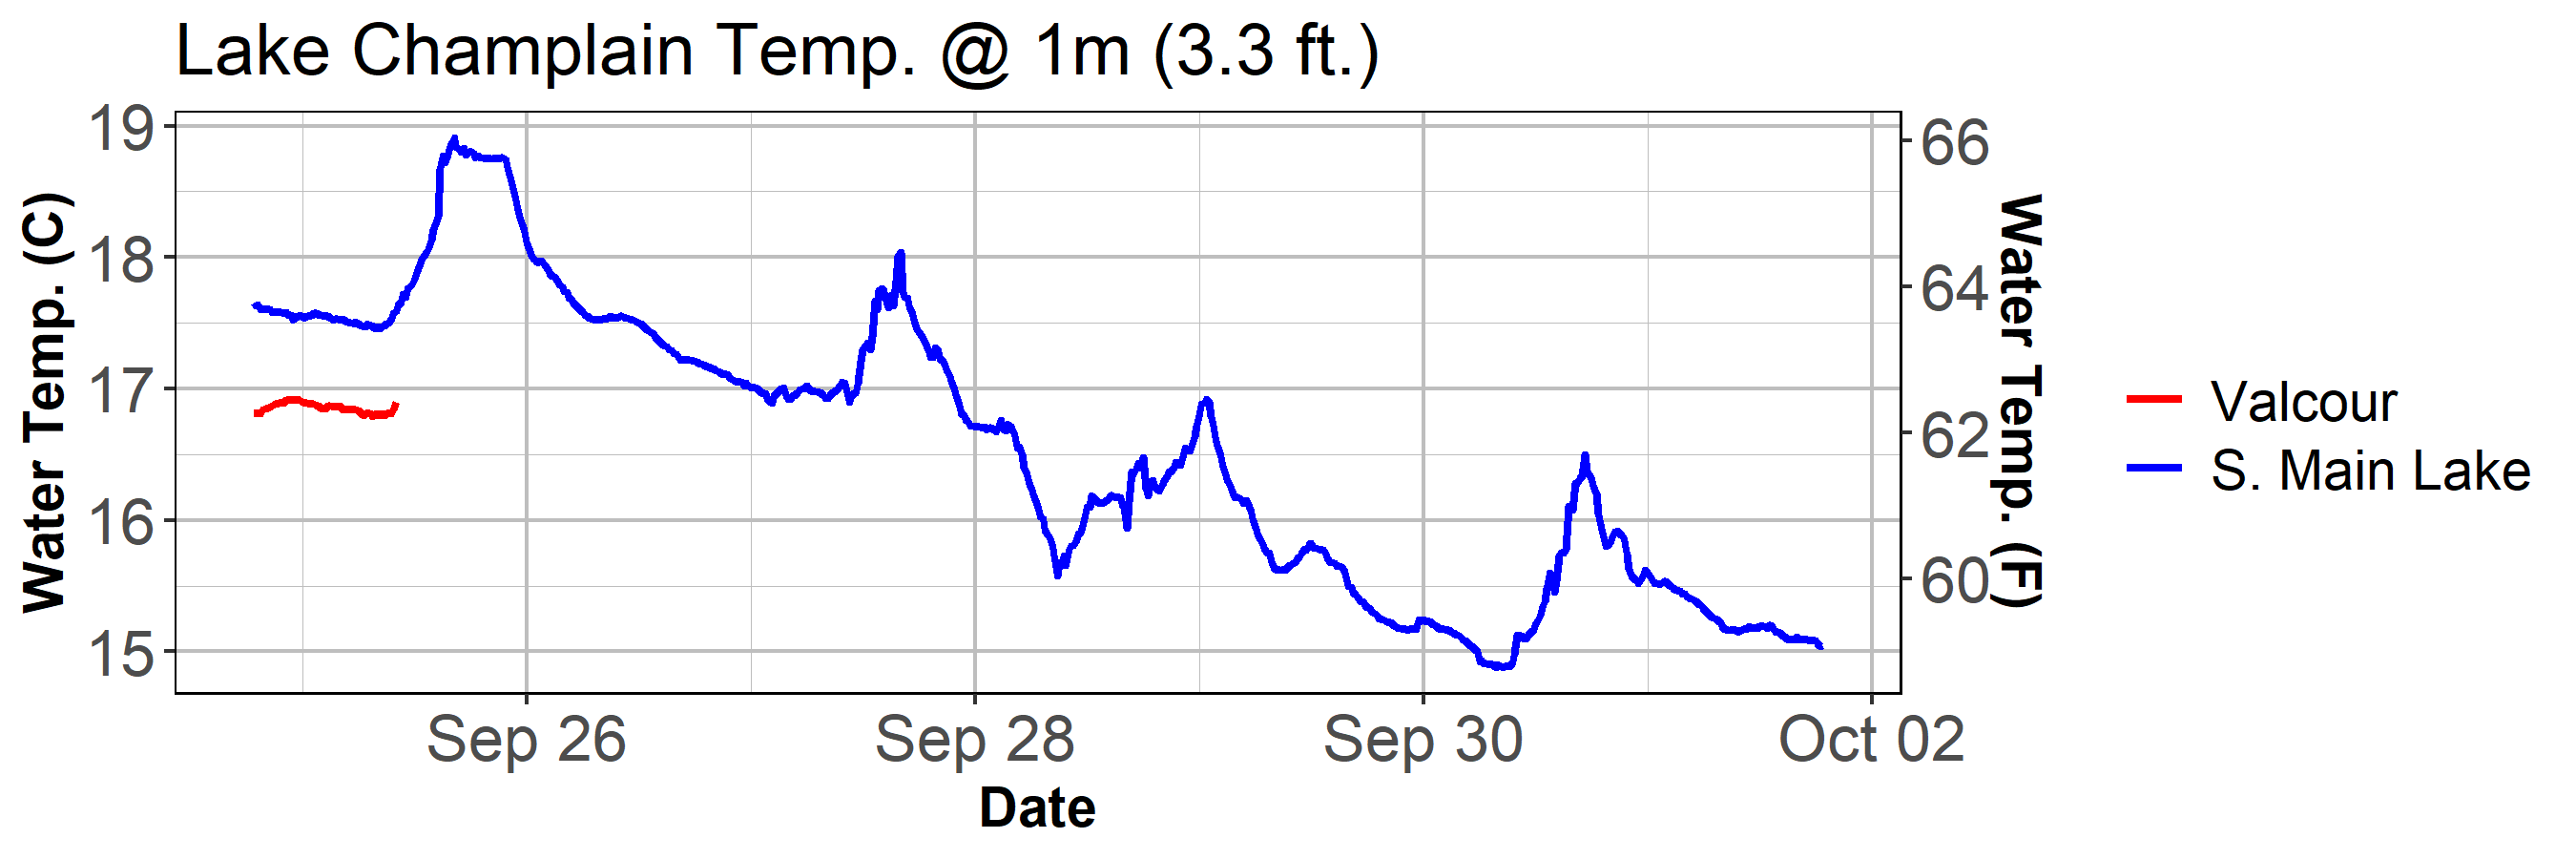 Lake Champlain Temp. @ 1m (3.3 ft.)
Water Temp. (C)
19
18
17
16
15
66
64
62
60
Water Temp. (F)
Sep 26
Sep 28
Sep 30
Oct 02
Date
Valcour
S. Main Lake